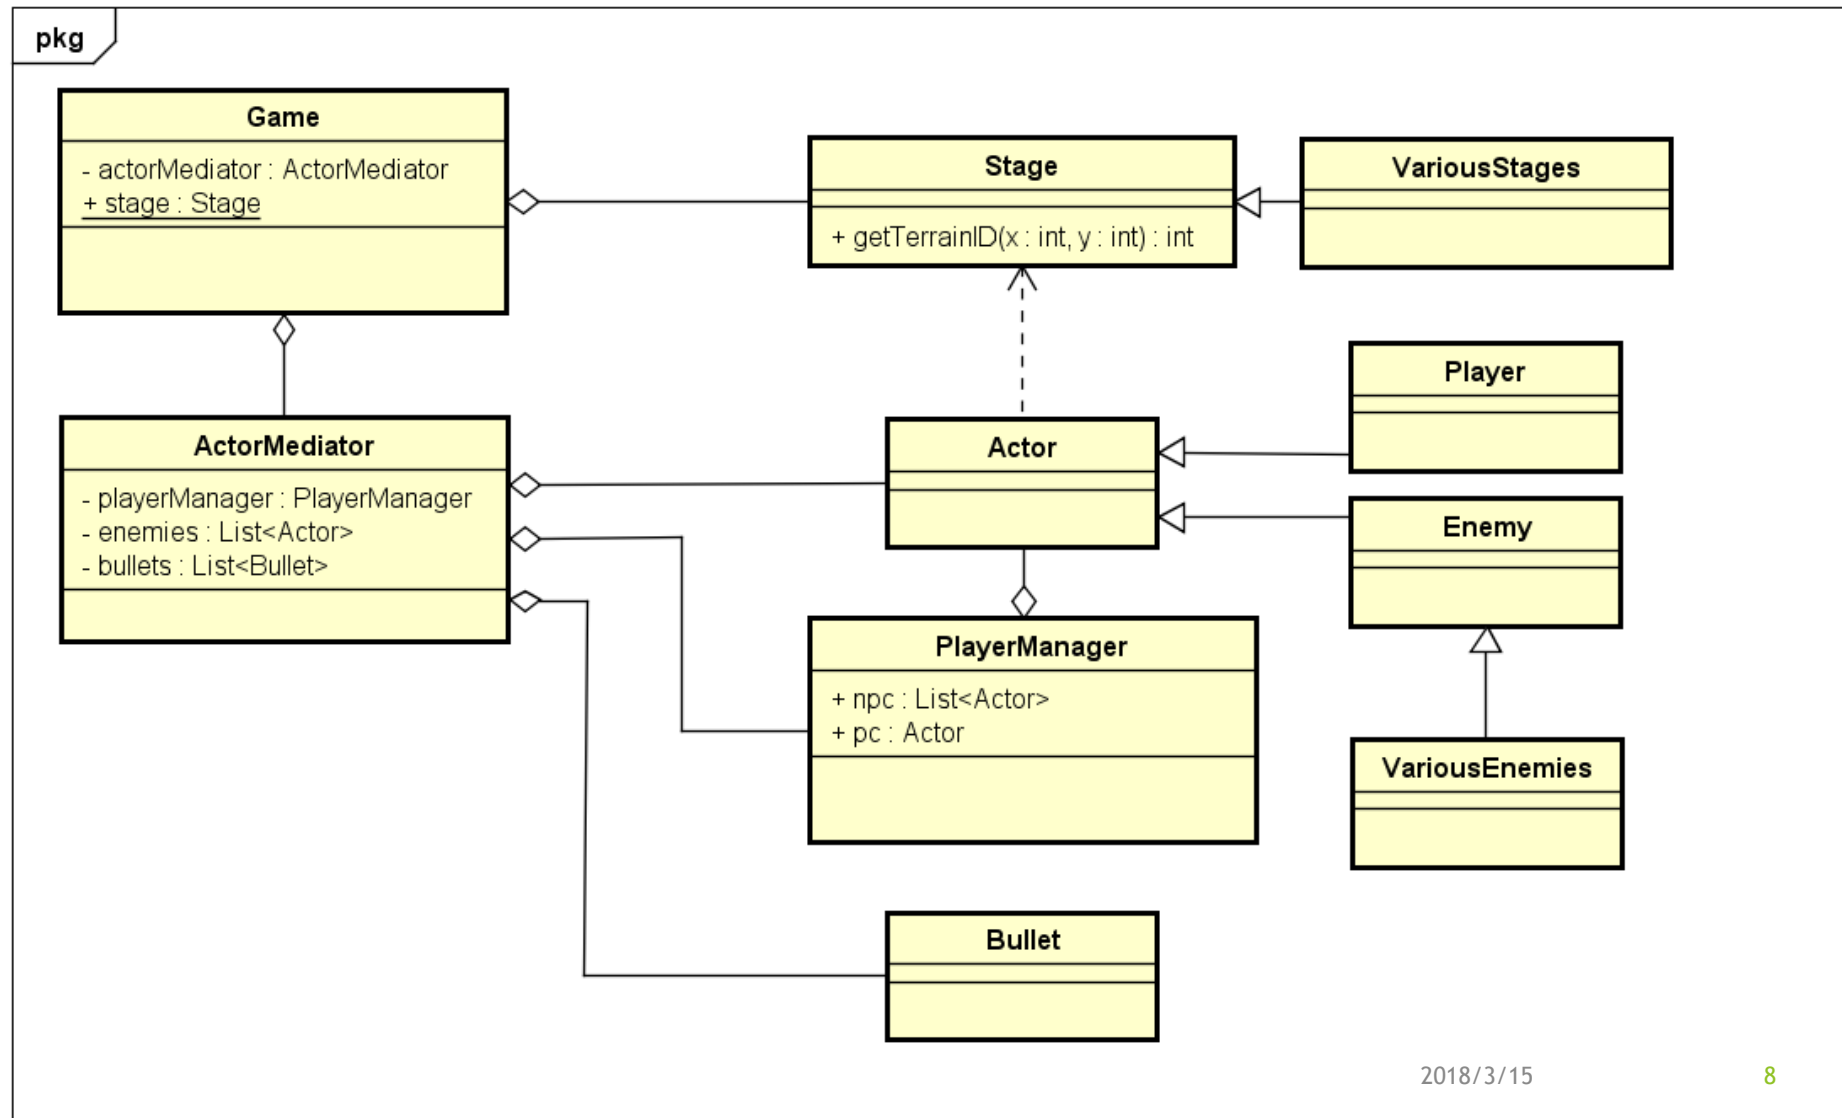 pkg
Game
- actorMediator : ActorMediator
+ stage : Stage
Stage
+ getTerrainID(x : int, y : int) : int
VariousStages
Player
ActorMediator
- playerManager : PlayerManager
- enemies : List<Actor>
- bullets : List<Bullet>
Actor
Enemy
PlayerManager
+ npc : List<Actor>
+ pc : Actor
VariousEnemies
Bullet
2018/3/15
8